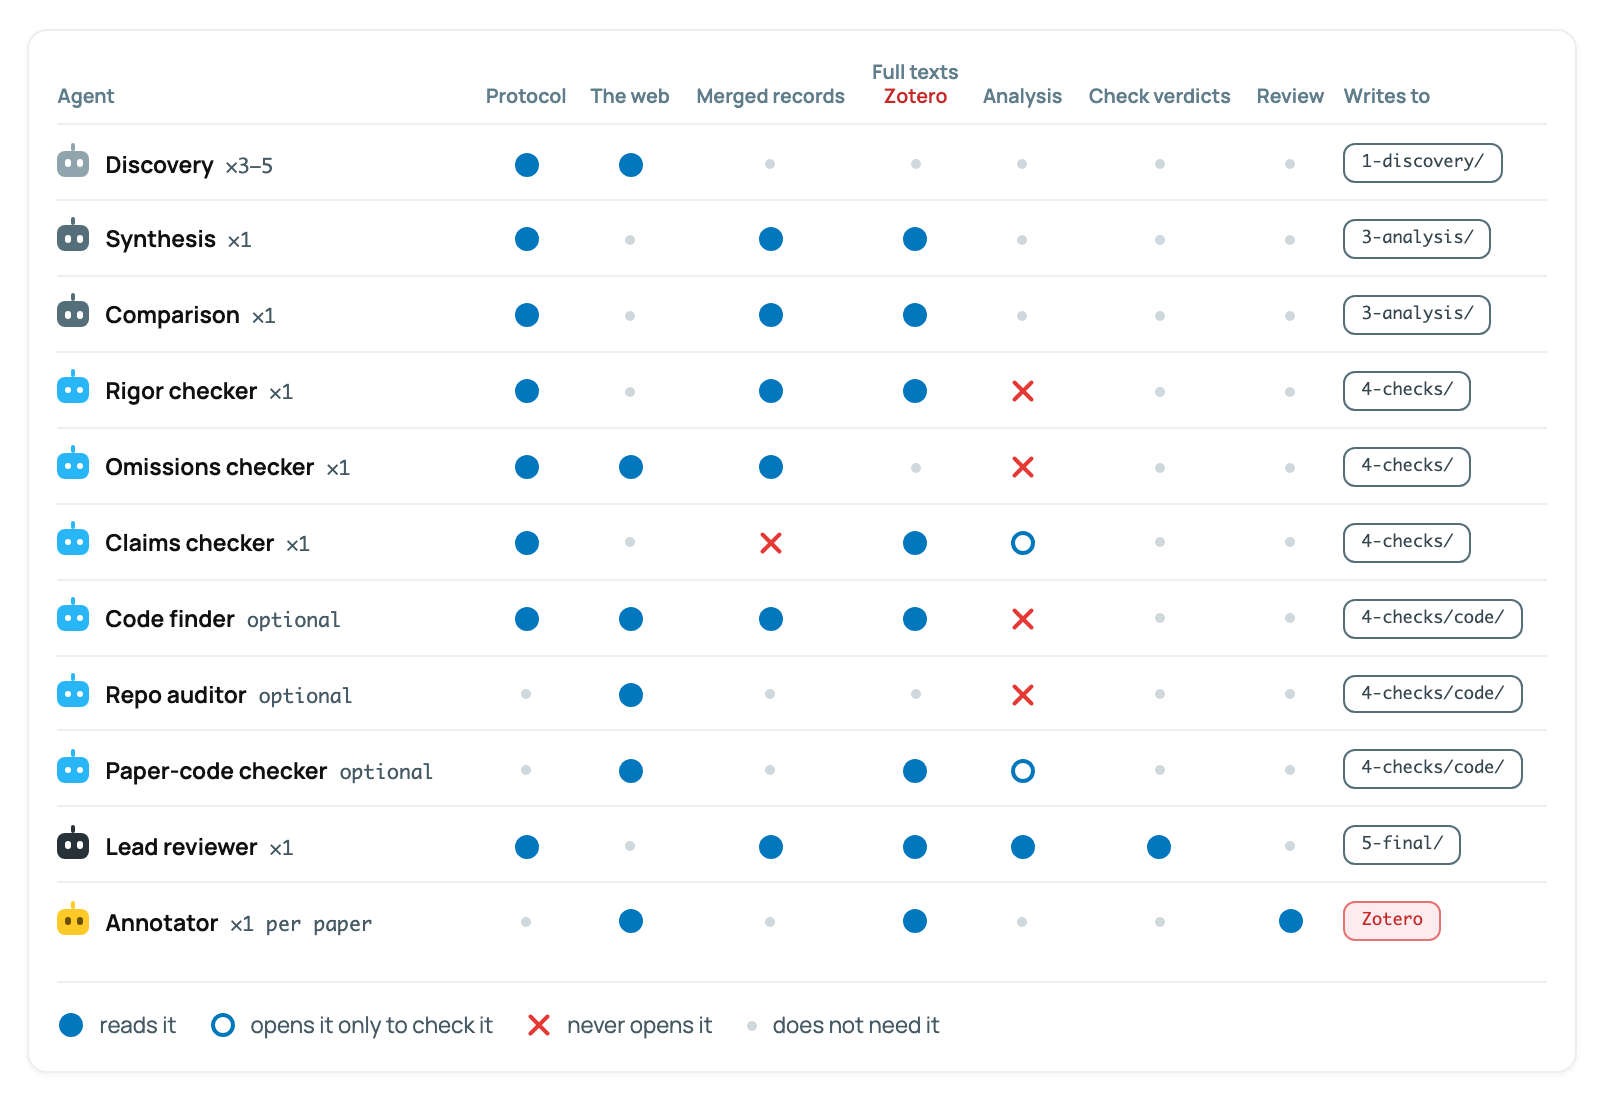 Agent Protocol The web Merged records Full texts Zotero Analysis Check verdicts Review Writes to
Discovery ×3–5 1-discovery/
Synthesis ×1 3-analysis/
Comparison ×1 3-analysis/
Rigor checker ×1 4-checks/
Omissions checker ×1 4-checks/
Claims checker ×1 4-checks/
Code finder optional 4-checks/code/
Repo auditor optional 4-checks/code/
Paper-code checker optional 4-checks/code/
Lead reviewer ×1 5-final/
Annotator ×1 per paper Zotero
reads it opens it only to check it never opens it does not need it